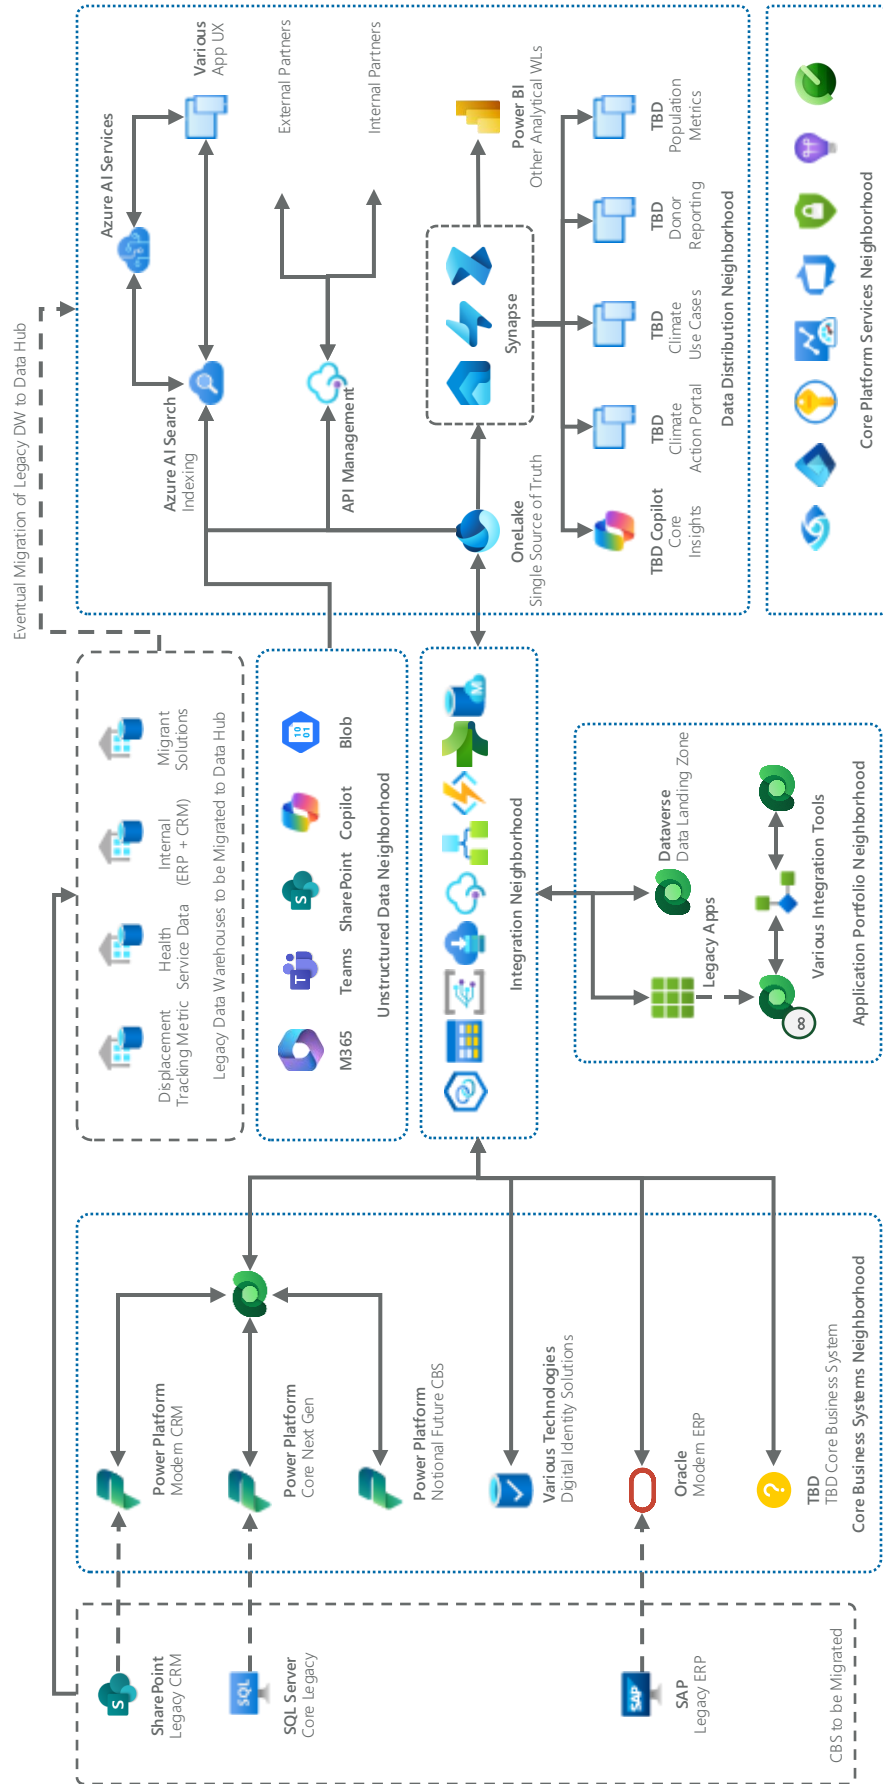 Eventual Migration of Legacy DW to Data Hub
SharePoint
Legacy CRM
SQL Server
Core Legacy
SAP
Legacy ERP
CBS to be Migrated
Power Platform
Modern CRM
Power Platform
Core Next Gen
Power Platform
Notional Future CBS
Various Technologies
Digital Identity Solutions
Oracle
Modern ERP
TBD
TBD Core Business System
Core Business Systems Neighborhood
Displacement
Tracking Metric
Health
Service Data
Internal
(ERP + CRM)
Migrant
Solutions
Legacy Data Warehouses to be Migrated to Data Hub
M365
Teams
SharePoint
Copilot
Blob
Unstructured Data Neighborhood
Integration Neighborhood
Legacy Apps
Dataverse
Data Landing Zone
Various Integration Tools
Application Portfolio Neighborhood
Azure AI Services
Various
App UX
Azure AI Search
Indexing
External Partners
API Management
Internal Partners
OneLake
Single Source of Truth
Synapse
Power BI
Other Analytical WLs
TBD Copilot
Core
Insights
TBD
Climate
Action Portal
TBD
Climate
Use Cases
TBD
Donor
Reporting
TBD
Population
Metrics
Data Distribution Neighborhood
Core Platform Services Neighborhood
S
SQL
SAP
?
T
S
10
01
M
∞